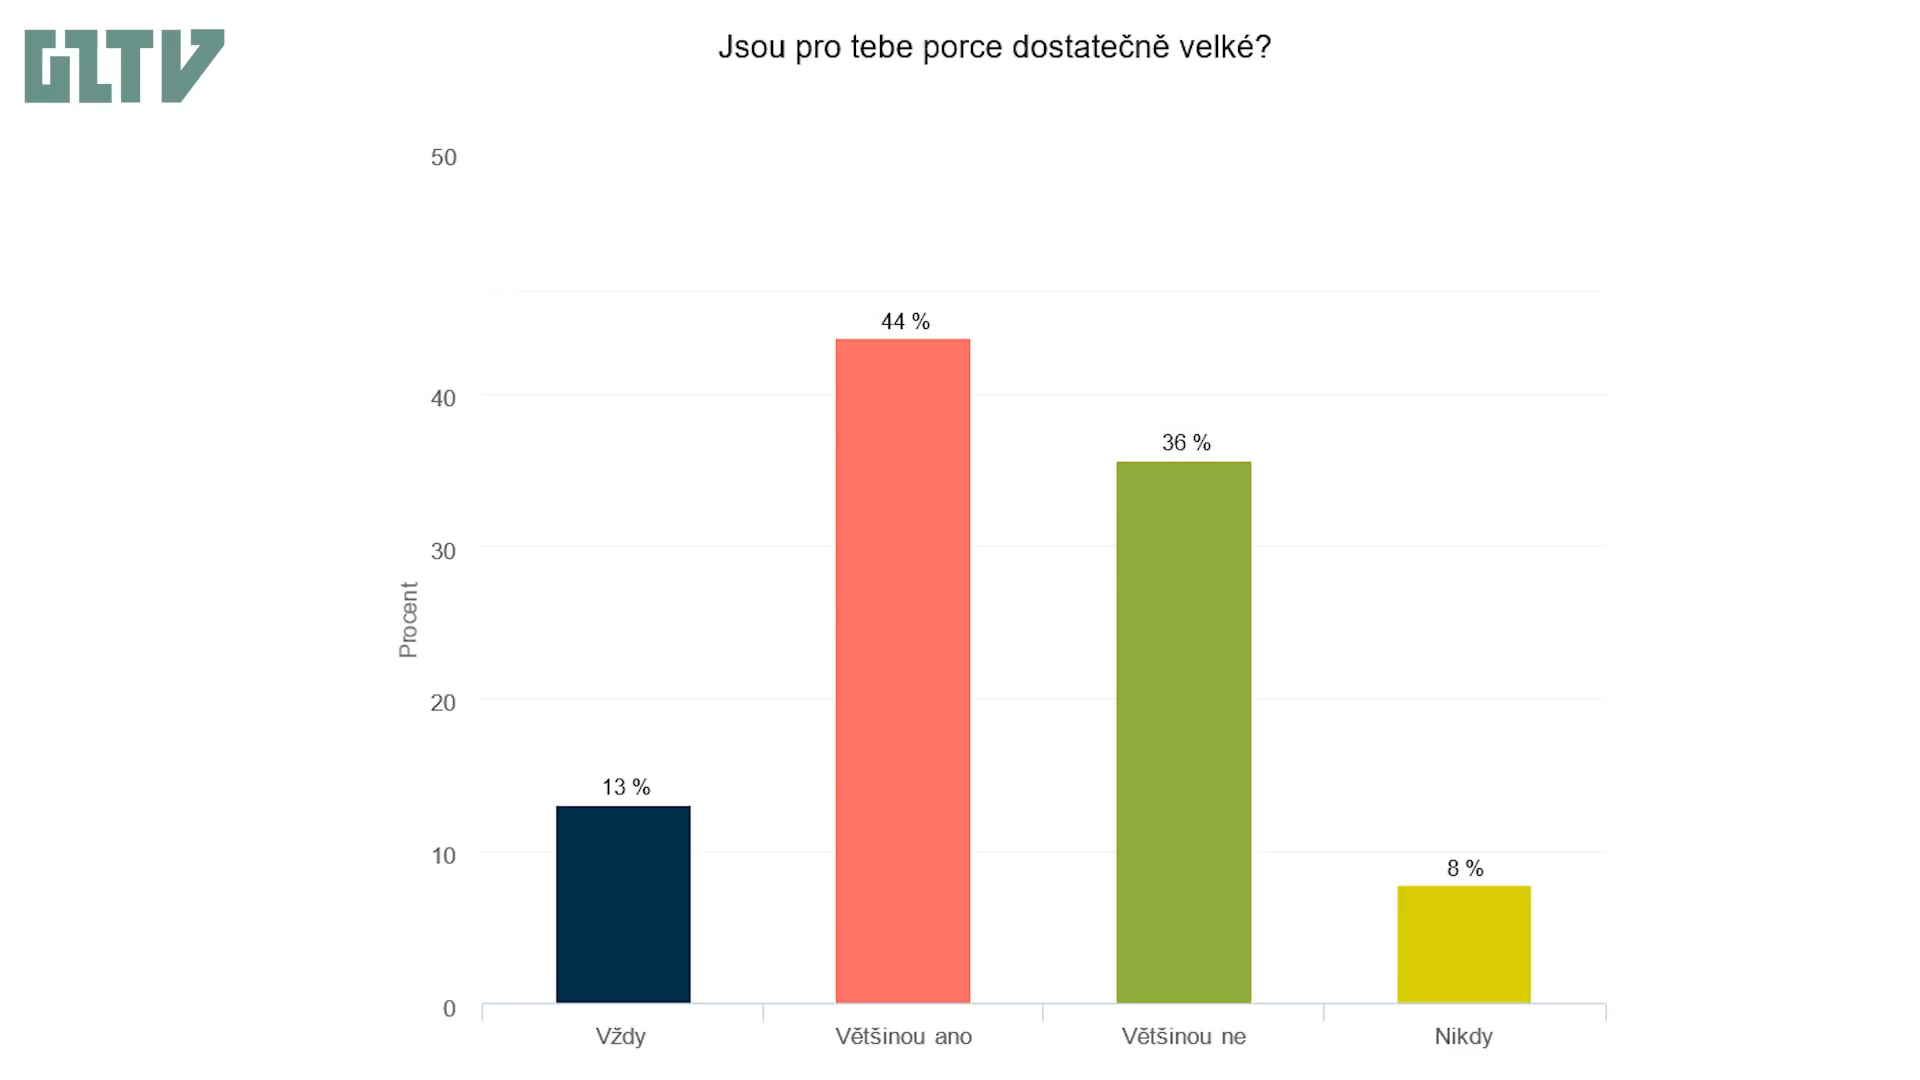 GZTV
Jsou pro tebe porce dostatečně velké?
50
40
30
20
10
0
Procent
13 %
44 %
36 %
8 %
Vždy
Většinou ano
Většinou ne
Nikdy